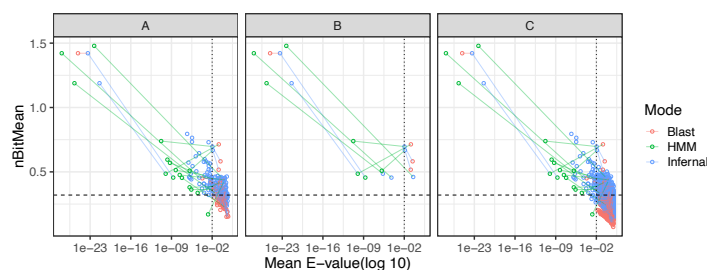 A B C
1.5
1.0
0.5
nBitMean
1e−23 1e−16 1e−09 1e−02 1e−23 1e−16 1e−09 1e−02 1e−23 1e−16 1e−09 1e−02
Mean E−value(log 10)
Mode
Blast
HMM
Internal